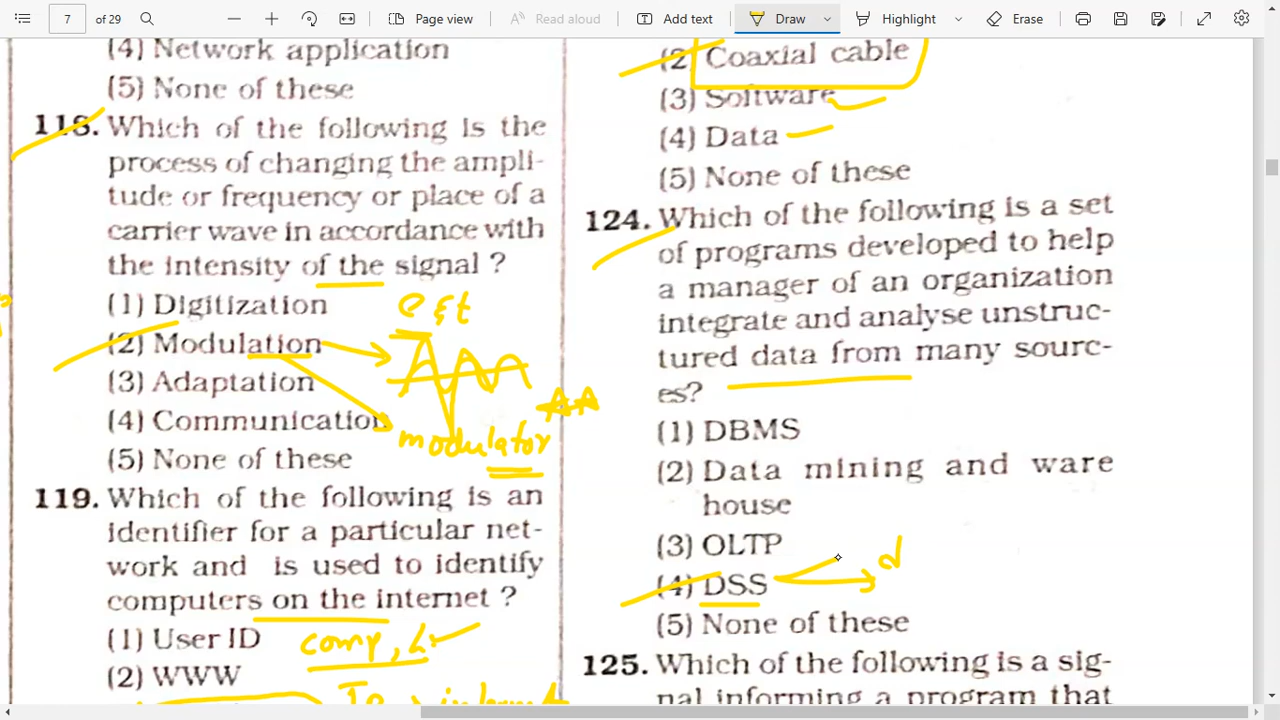 7 of 29
Page view
Read aloud
Add text
Draw
Highlight
Erase
(4) Network application
(5) None of these
118. Which of the following is the
process of changing the ampli-
tude or frequency or place of a
carrier wave in accordance with
the intensity of the signal ?
(1) Digitization
(2) Modulation
(3) Adaptation
(4) Communication
(5) None of these
modulator
119. Which of the following is an
identifier for a particular net-
work and is used to identify
computers on the internet ?
(1) User ID
(2) WWW
comp,
(2) Coaxial cable
(3) Software
(4) Data
(5) None of these
124. Which of the following is a set
of programs developed to help
a manager of an organization
integrate and analyse unstruc-
tured data from many sourc-
es?
(1) DBMS
(2) Data mining and ware
house
(3) OLTP
(4) DSS
d
(5) None of these
125. Which of the following is a sig-
nal informing a program that